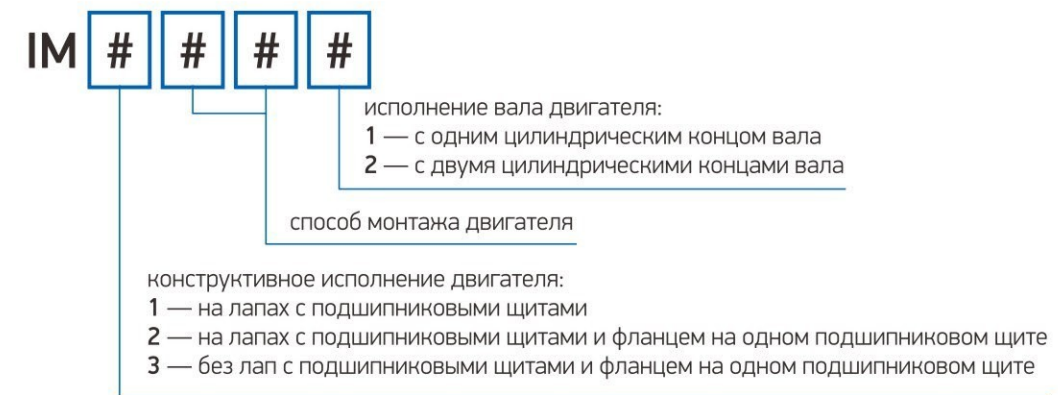 IM # # # #
исполнение вала двигателя:
1 — с одним цилиндрическим концом вала
2 — с двумя цилиндрическими концами вала
способ монтажа двигателя
конструктивное исполнение двигателя:
1 — на лапах с подшипниковыми щитами
2 — на лапах с подшипниковыми щитами и фланцем на одном подшипниковом щите
3 — без лап с подшипниковыми щитами и фланцем на одном подшипниковом щите